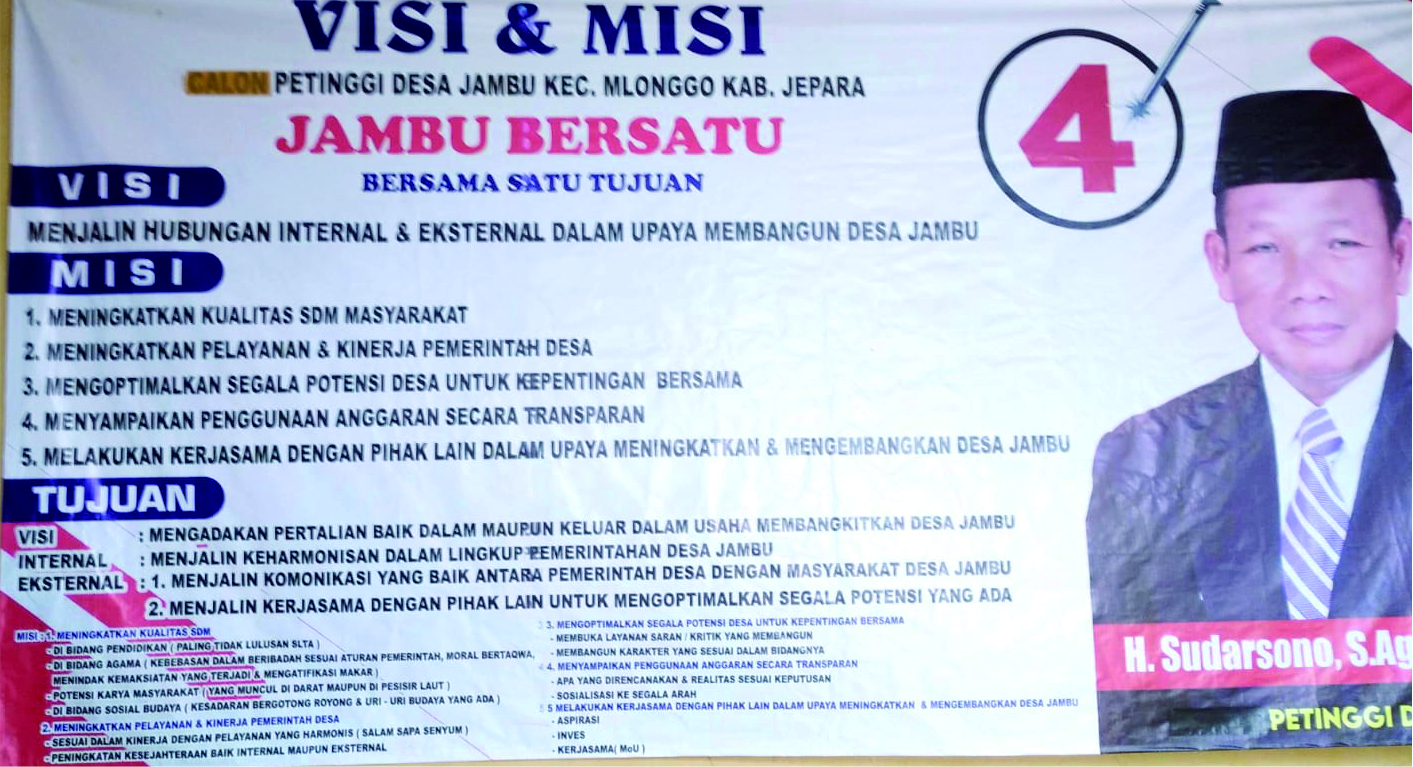 VISI & MISI
CALON PETINGGI DESA JAMBU KEC. MLONGGO KAB. JEPARA
JAMBU BERSATU
BERSAMA SATU TUJUAN
4
VISI
MENJALIN HUBUNGAN INTERNAL & EKSTERNAL DALAM UPAYA MEMBANGUN DESA JAMBU
MISI
1. MENINGKATKAN KUALITAS SDM MASYARAKAT
2. MENINGKATKAN PELAYANAN & KINERJA PEMERINTAH DESA
3. MENGOPTIMALKAN SEGALA POTENSI DESA UNTUK KEPENTINGAN BERSAMA
4. MENYAMPAIKAN PENGGUNAAN ANGGARAN SECARA TRANSPARAN
5. MELAKUKAN KERJASAMA DENGAN PIHAK LAIN DALAM UPAYA MENINGKATKAN & MENGEMBANGKAN DESA JAMBU
TUJUAN
VISI : MENGADAKAN PERTALIAN BAIK DALAM MAUPUN KELUAR DALAM USAHA MEMBANGKITKAN DESA JAMBU
INTERNAL : MENJALIN KEHARMONISAN DALAM LINGKUP PEMERINTAHAN DESA JAMBU
EKSTERNAL : 1. MENJALIN KOMONIKASI YANG BAIK ANTARA PEMERINTAH DESA DENGAN MASYARAKAT DESA JAMBU
2. MENJALIN KERJASAMA DENGAN PIHAK LAIN UNTUK MENGOPTIMALKAN SEGALA POTENSI YANG ADA
MISI : 1. MENINGKATKAN KUALITAS SDM
- DI BIDANG PENDIDIKAN ( PALING TIDAK LULUSAN SLTA )
- DI BIDANG AGAMA ( KEBEBASAN DALAM BERIBADAH SESUAI ATURAN PEMERINTAH, MORAL BERTAQWA,
MENINDAK KEMAKSIATAN YANG TERJADI & MENGATIFIKASI MAKAR )
- POTENSI KARYA MASYARAKAT ( YANG MUNCUL DI DARAT MAUPUN DI PESISIR LAUT )
- DI BIDANG SOSIAL BUDAYA ( KESADARAN BERGOTONG ROYONG & URI - URI BUDAYA YANG ADA )
2. MENINGKATKAN PELAYANAN & KINERJA PEMERINTAH DESA
- SESUAI DALAM KINERJA DENGAN PELAYANAN YANG HARMONIS ( SALAM SAPA SENYUM )
- PENINGKATAN KESEJAHTERAAN BAIK INTERNAL MAUPUN EKSTERNAL
3. MENGOPTIMALKAN SEGALA POTENSI DESA UNTUK KEPENTINGAN BERSAMA
- MEMBUKA LAYANAN SARAN / KRITIK YANG MEMBANGUN
- MEMBANGUN KARAKTER YANG SESUAI DALAM BIDANGNYA
4. MENYAMPAIKAN PENGGUNAAN ANGGARAN SECARA TRANSPARAN
- APA YANG DIRENCANAKAN & REALITAS SESUAI KEPUTUSAN
- SOSIALISASI KE SEGALA ARAH
5 MELAKUKAN KERJASAMA DENGAN PIHAK LAIN DALAM UPAYA MENINGKATKAN & MENGEMBANGKAN DESA JAMBU
- ASPIRASI
- INVES
- KERJASAMA( MoU )
H. Sudarsono, S.Ag
PETINGGI D